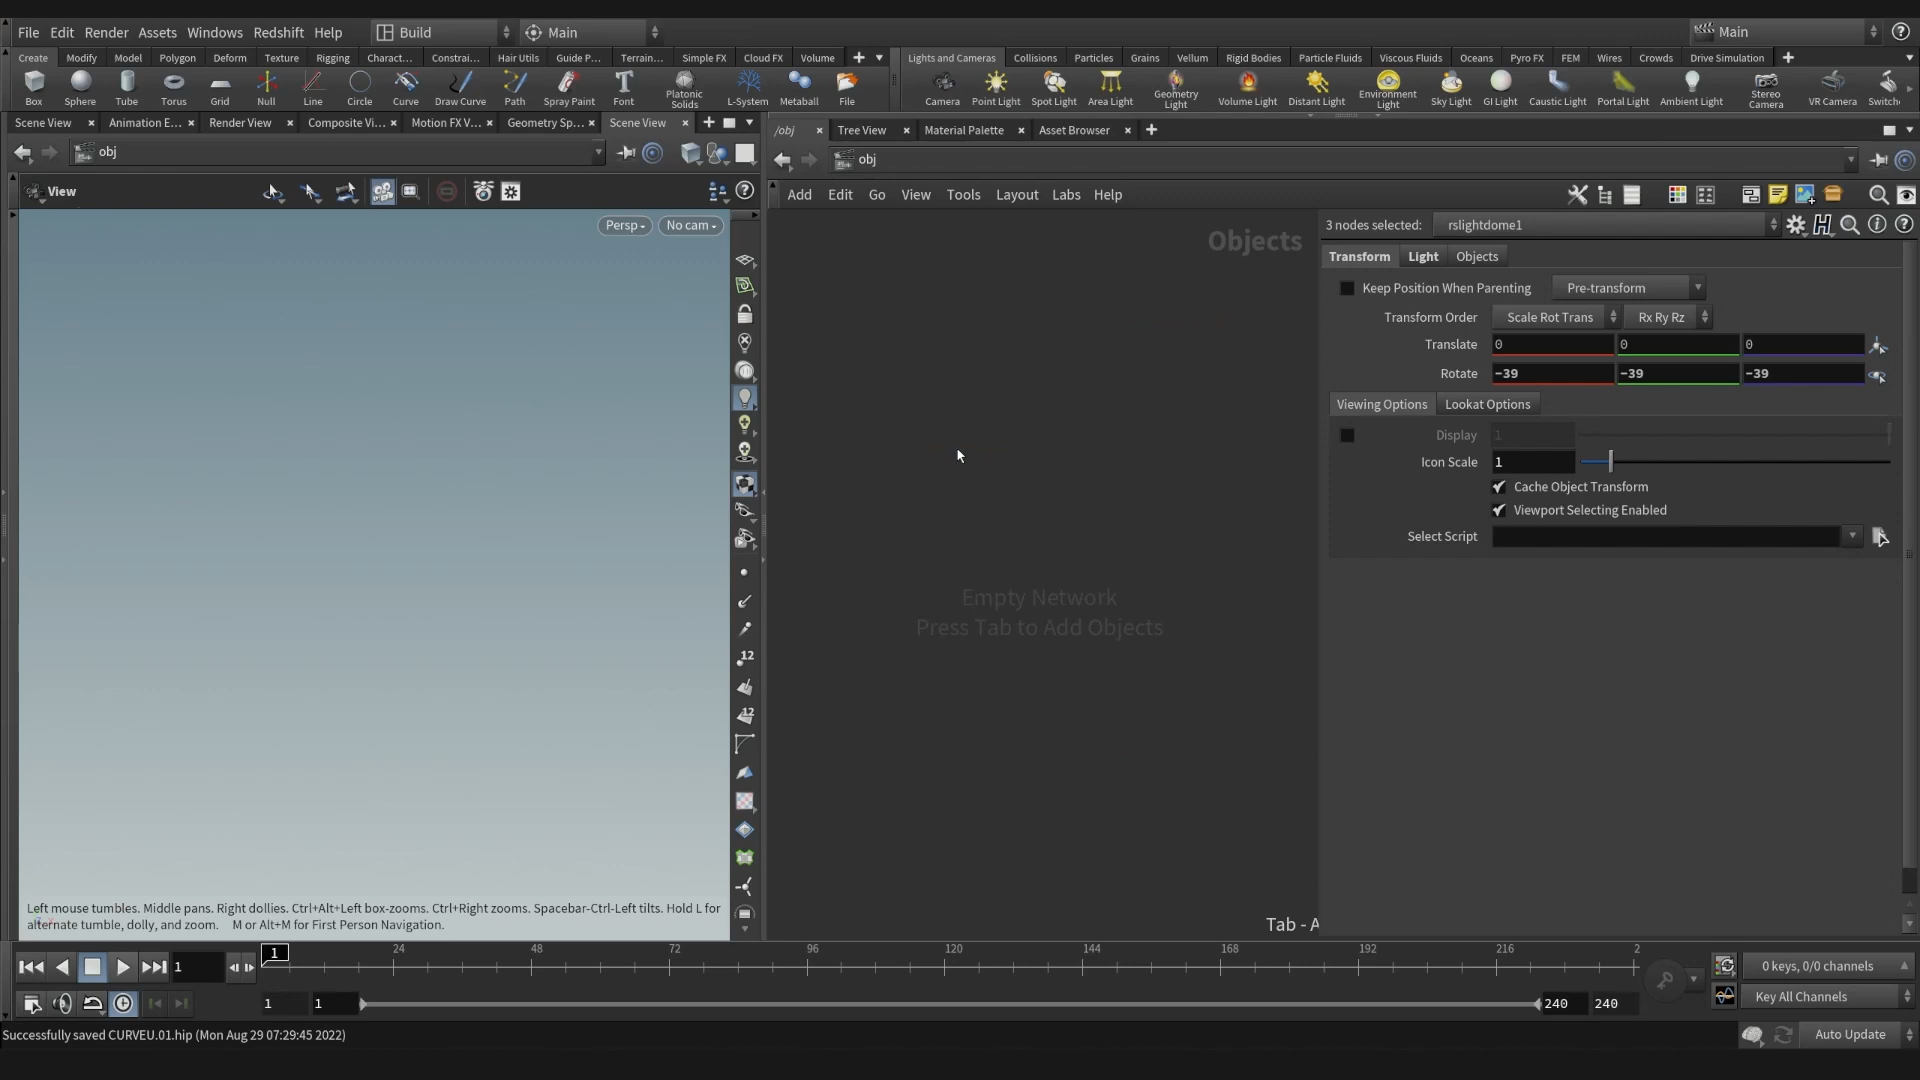 File Edit Render Assets Windows Redshift Help Build Main Main
Create Modify Model Polygon Deform Texture Rigging Charact... Constrai... Hair Utils Guide P... Terrain... Simple FX Cloud FX Volume
Lights and Cameras Collisions Particles Grains Vellum Rigid Bodies Particle Fluids Viscous Fluids Oceans Pyro FX FEM Wires Crowds Drive Simulation
Box Sphere Tube Torus Grid Null Line Circle Curve Draw Curve Path Spray Paint Font Platonic Solids L-System Metaball File
Camera Point Light Spot Light Area Light Geometry Light Volume Light Distant Light Environment Light Sky Light GI Light Caustic Light Portal Light Ambient Light Stereo Camera VR Camera Switch
Scene View Animation E... Render View Composite Vi... Motion FX V... Geometry Sp... Scene View
/obj Tree View Material Palette Asset Browser
obj
obj
View
Add Edit Go View Tools Layout Labs Help
Persp No cam
Objects
3 nodes selected: rslightdome1
Transform Light Objects
Keep Position When Parenting Pre-transform
Transform Order Scale Rot Trans Rx Ry Rz
Translate 0 0 0
Rotate -39 -39 -39
Viewing Options Lookat Options
Display 1
Icon Scale 1
Cache Object Transform
Viewport Selecting Enabled
Select Script
12
12
Empty Network
Press Tab to Add Objects
Left mouse tumbles. Middle pans. Right dollies. Ctrl+Alt+Left box-zooms. Ctrl+Right zooms. Spacebar-Ctrl-Left tilts. Hold L for
alternate tumble, dolly, and zoom. M or Alt+M for First Person Navigation.
Tab - A
1 1 24 48 72 96 120 144 168 192 216 2
0 keys, 0/0 channels
1 1 240 240
Key All Channels
Successfully saved CURVEU.01.hip (Mon Aug 29 07:29:45 2022)
Auto Update